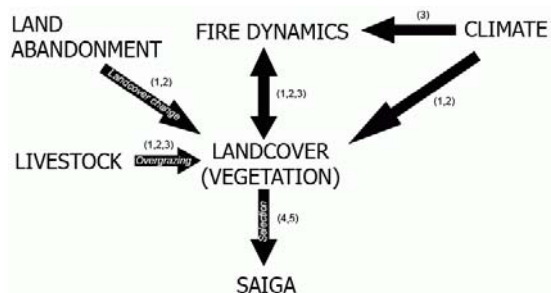 LAND
ABANDONMENT
FIRE DYNAMICS
(3)
CLIMATE
(1,2)
Landcover change
(1,2,3)
(1,2)
LIVESTOCK
(1,2,3)
Overgrazing
LANDCOVER
(VEGETATION)
Selection
(4,5)
SAIGA